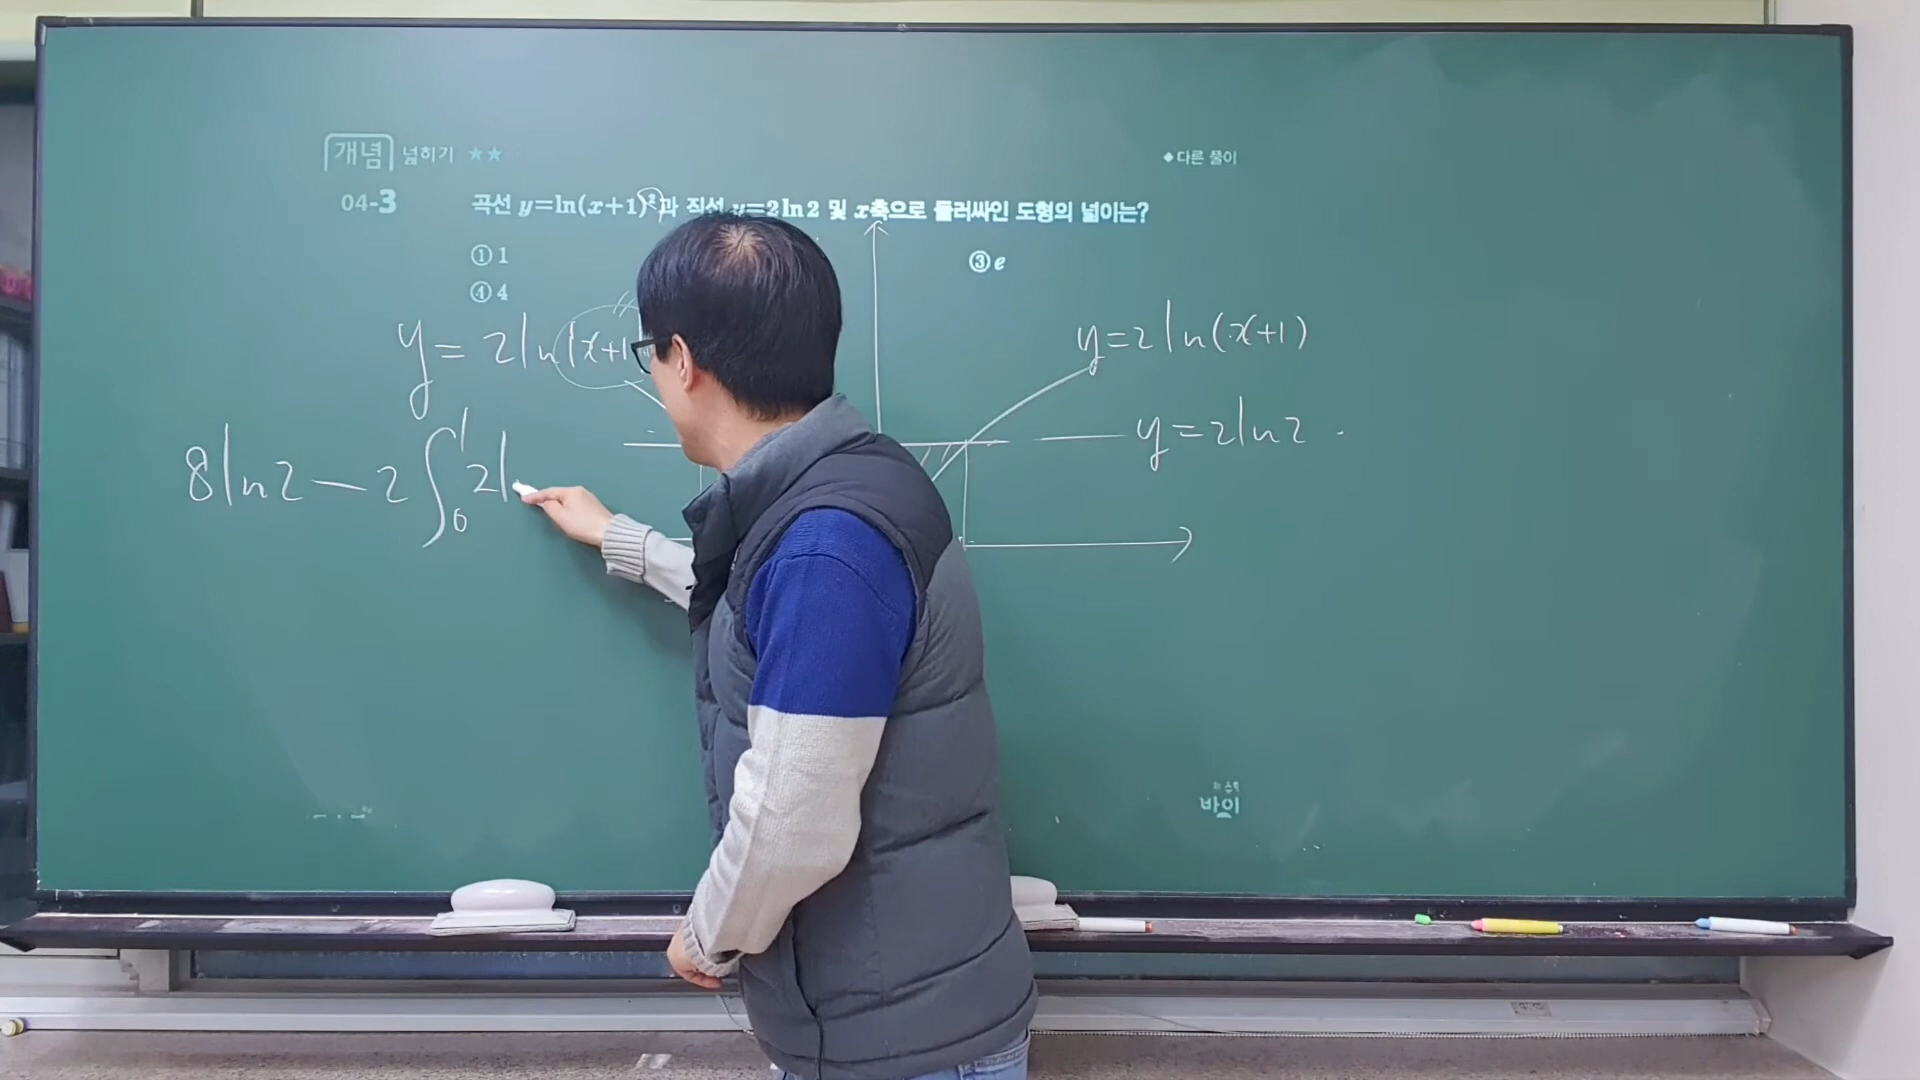 개념 넓히기 ★★
◆다른 풀이
04-3 곡선 y=ln(x+1)²과 직선 y=2ln2 및 x축으로 둘러싸인 도형의 넓이는?
① 1
③ e
④ 4
y = 2ln|x+1
y=2ln(x+1)
y=2ln2
8ln2 - 2∫₀¹ 2l
바이